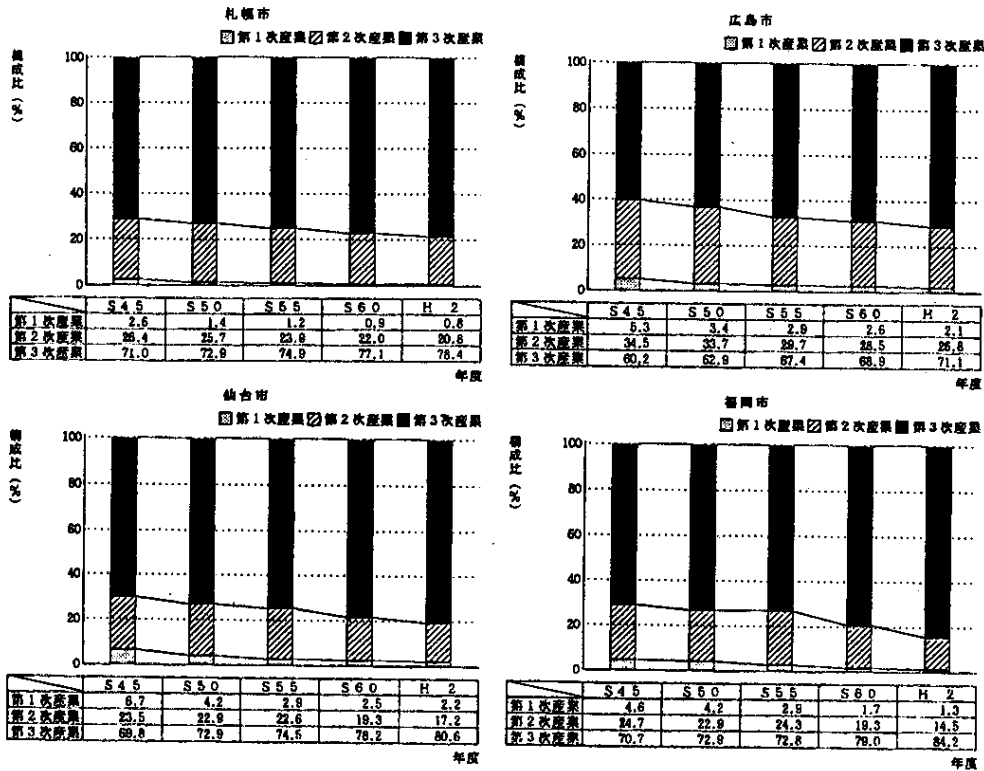 札幌市
第1次産業 第2次産業 第3次産業
構成比(%)
100
80
60
40
20
0
S45 S50 S55 S60 H2
第1次産業 2.6 1.4 1.2 0.9 0.8
第2次産業 26.4 25.7 23.9 22.0 20.8
第3次産業 71.0 72.9 74.9 77.1 78.4
年度
広島市
第1次産業 第2次産業 第3次産業
構成比(%)
100
80
60
40
20
0
S45 S50 S55 S60 H2
第1次産業 5.3 3.4 2.9 2.6 2.1
第2次産業 34.5 33.7 29.7 28.5 26.8
第3次産業 60.2 62.9 67.4 68.9 71.1
年度
仙台市
第1次産業 第2次産業 第3次産業
構成比(%)
100
80
60
40
20
0
S45 S50 S55 S60 H2
第1次産業 6.7 4.2 2.9 2.5 2.2
第2次産業 23.5 22.9 22.6 19.3 17.2
第3次産業 69.8 72.9 74.5 78.2 80.6
年度
福岡市
第1次産業 第2次産業 第3次産業
構成比(%)
100
80
60
40
20
0
S45 S50 S55 S60 H2
第1次産業 4.6 4.2 2.9 1.7 1.3
第2次産業 24.7 22.9 24.3 19.3 14.5
第3次産業 70.7 72.9 72.8 79.0 84.2
年度